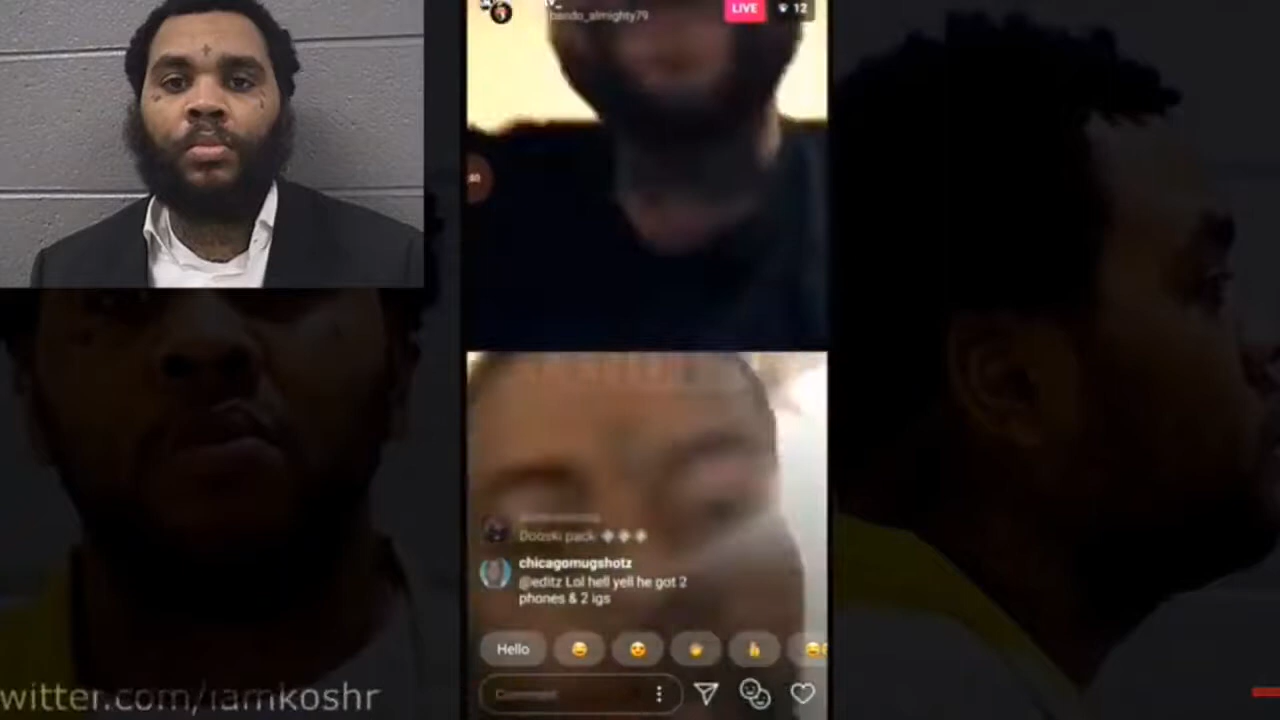 bando_almighty79
LIVE
12
Dooski pack
chicagomugshotz
@editz Lol hell yell he got 2
phones & 2 igs
Hello
Comment
witter.com/iamkoshr